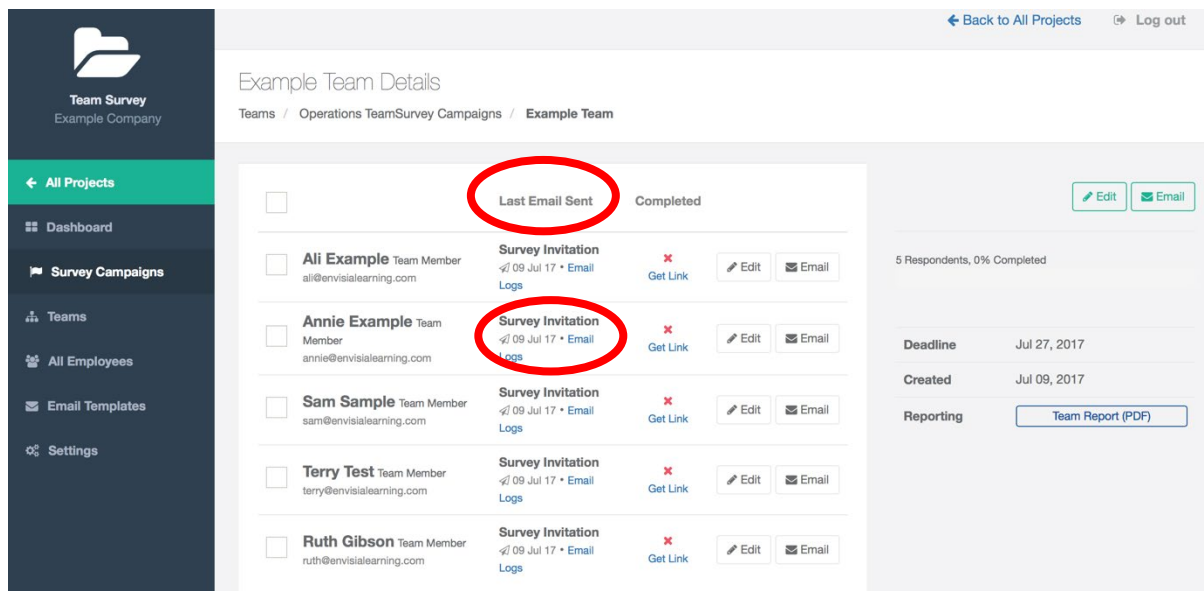 Back to All Projects Log out
Team Survey
Example Company
Example Team Details
Teams / Operations TeamSurvey Campaigns / Example Team
All Projects
Dashboard
Survey Campaigns
Teams
All Employees
Email Templates
Settings
Last Email Sent Completed
Ali Example Team Member
ali@envisialearning.com
Survey Invitation
09 Jul 17 • Email
Logs
Get Link
Edit Email
Annie Example Team
Member
annie@envisialearning.com
Survey Invitation
09 Jul 17 • Email
Logs
Get Link
Edit Email
Sam Sample Team Member
sam@envisialearning.com
Survey Invitation
09 Jul 17 • Email
Logs
Get Link
Edit Email
Terry Test Team Member
terry@envisialearning.com
Survey Invitation
09 Jul 17 • Email
Logs
Get Link
Edit Email
Ruth Gibson Team Member
ruth@envisialearning.com
Survey Invitation
09 Jul 17 • Email
Logs
Get Link
Edit Email
Edit Email
5 Respondents, 0% Completed
Deadline Jul 27, 2017
Created Jul 09, 2017
Reporting Team Report (PDF)